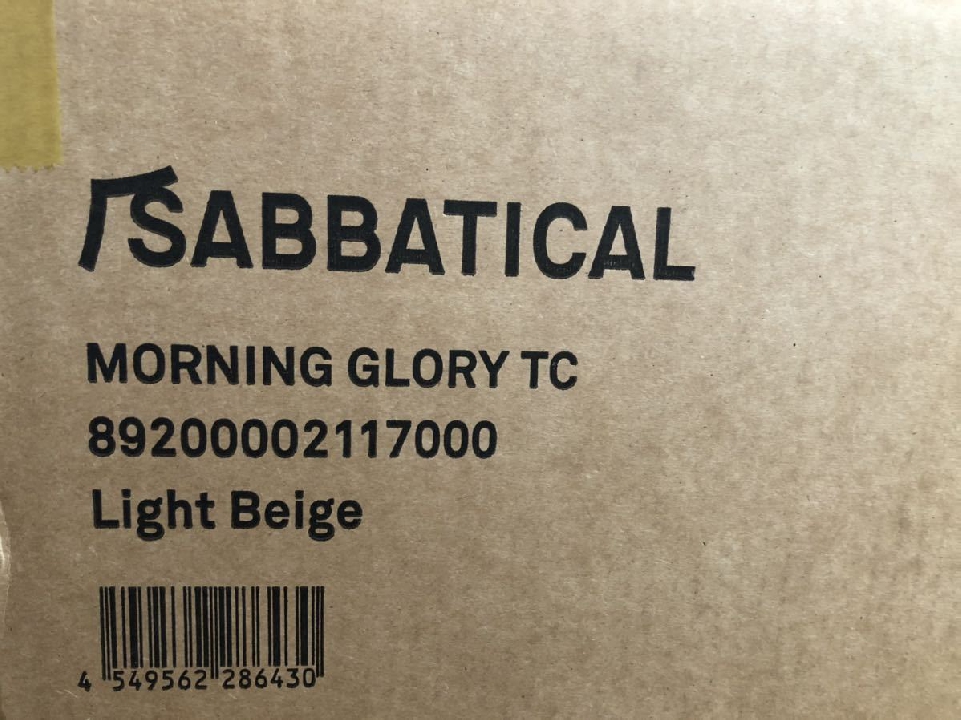 SABBATICAL
MORNING GLORY TC
89200002117000
Light Beige
4 549562 286430